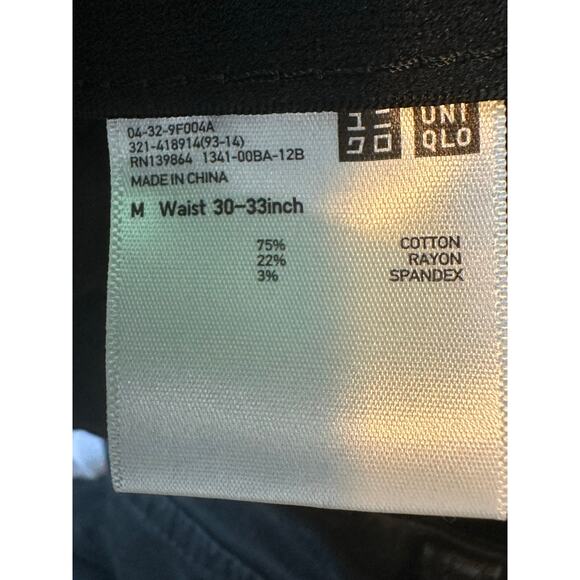 04-32-9F004A
321-418914(93-14)
RN139864 1341-00BA-12B
MADE IN CHINA
ユニ
クロ
UNI
QLO
M Waist 30-33inch
75% COTTON
22% RAYON
3% SPANDEX